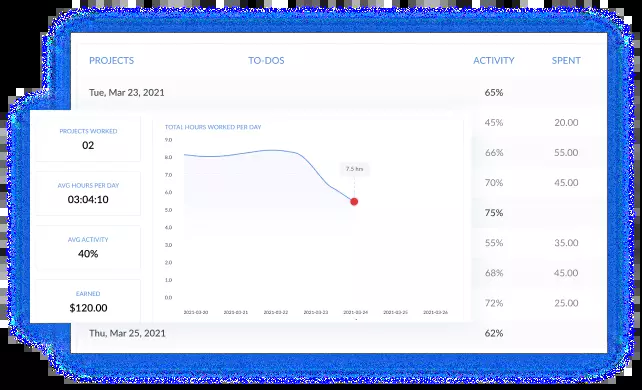 PROJECTS TO-DOS ACTIVITY SPENT
Tue, Mar 23, 2021 65%
45% 20.00
66% 55.00
70% 45.00
75%
55% 35.00
68% 45.00
72% 25.00
Thu, Mar 25, 2021 62%
PROJECTS WORKED
02
AVG HOURS PER DAY
03:04:10
AVG ACTIVITY
40%
EARNED
$120.00
TOTAL HOURS WORKED PER DAY
9.0
8.0
7.0
6.0
5.0
4.0
3.0
2.0
1.0
0.0
7.5 hrs
2021-03-20 2021-03-21 2021-03-22 2021-03-23 2021-03-24 2021-03-25 2021-03-26